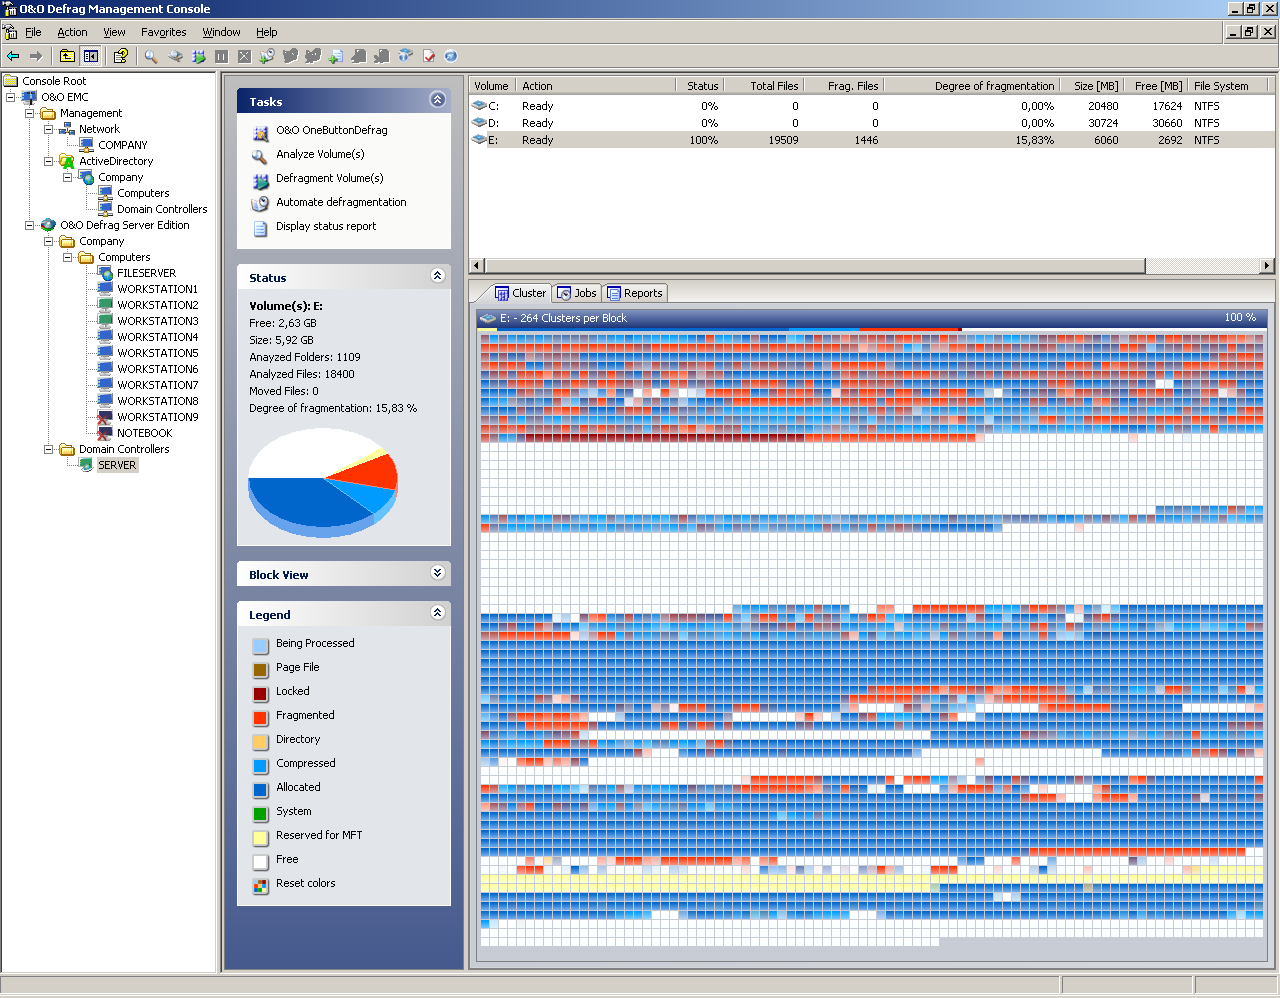 O&O Defrag Management Console
File Action View Favorites Window Help
Console Root
O&O EMC
Management
Network
COMPANY
ActiveDirectory
Company
Computers
Domain Controllers
O&O Defrag Server Edition
Company
Computers
FILESERVER
WORKSTATION1
WORKSTATION2
WORKSTATION3
WORKSTATION4
WORKSTATION5
WORKSTATION6
WORKSTATION7
WORKSTATION8
WORKSTATION9
NOTEBOOK
Domain Controllers
SERVER
Tasks
O&O OneButtonDefrag
Analyze Volume(s)
Defragment Volume(s)
Automate defragmentation
Display status report
Status
Volume(s): E:
Free: 2,63 GB
Size: 5,92 GB
Anayzed Folders: 1109
Analyzed Files: 18400
Moved Files: 0
Degree of fragmentation: 15,83 %
Block View
Legend
Being Processed
Page File
Locked
Fragmented
Directory
Compressed
Allocated
System
Reserved for MFT
Free
Reset colors
Volume Action Status Total Files Frag. Files Degree of fragmentation Size [MB] Free [MB] File System
C: Ready 0% 0 0 0,00% 20480 17624 NTFS
D: Ready 0% 0 0 0,00% 30724 30660 NTFS
E: Ready 100% 19509 1446 15,83% 6060 2692 NTFS
Cluster Jobs Reports
E: - 264 Clusters per Block 100 %